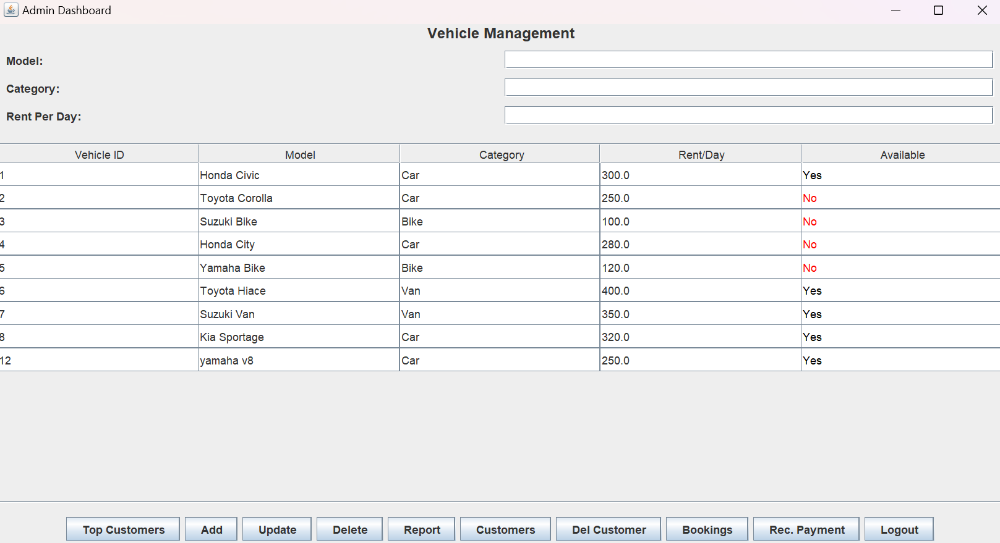 Admin Dashboard
Vehicle Management
Model:
Category:
Rent Per Day:
Vehicle ID Model Category Rent/Day Available
1 Honda Civic Car 300.0 Yes
2 Toyota Corolla Car 250.0 No
3 Suzuki Bike Bike 100.0 No
4 Honda City Car 280.0 No
5 Yamaha Bike Bike 120.0 No
6 Toyota Hiace Van 400.0 Yes
7 Suzuki Van Van 350.0 Yes
8 Kia Sportage Car 320.0 Yes
12 yamaha v8 Car 250.0 Yes
Top Customers Add Update Delete Report Customers Del Customer Bookings Rec. Payment Logout